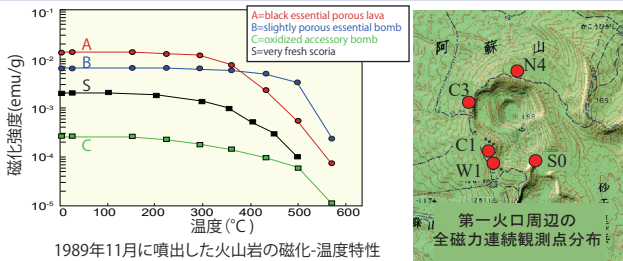 A=black essential porous lava
B=slightly porous essential bomb
C=oxidized accessory bomb
S=very fresh scoria
磁化強度(emu/g)
10-1
10-2
10-3
10-4
10-5
A
B
S
C
0
100
200
300
400
500
600
温度(℃)
1989年11月に噴出した火山岩の磁化-温度特性
阿蘇山
N4
C3
C1
W1
S0
第一火口周辺の
全磁力連続観測点分布